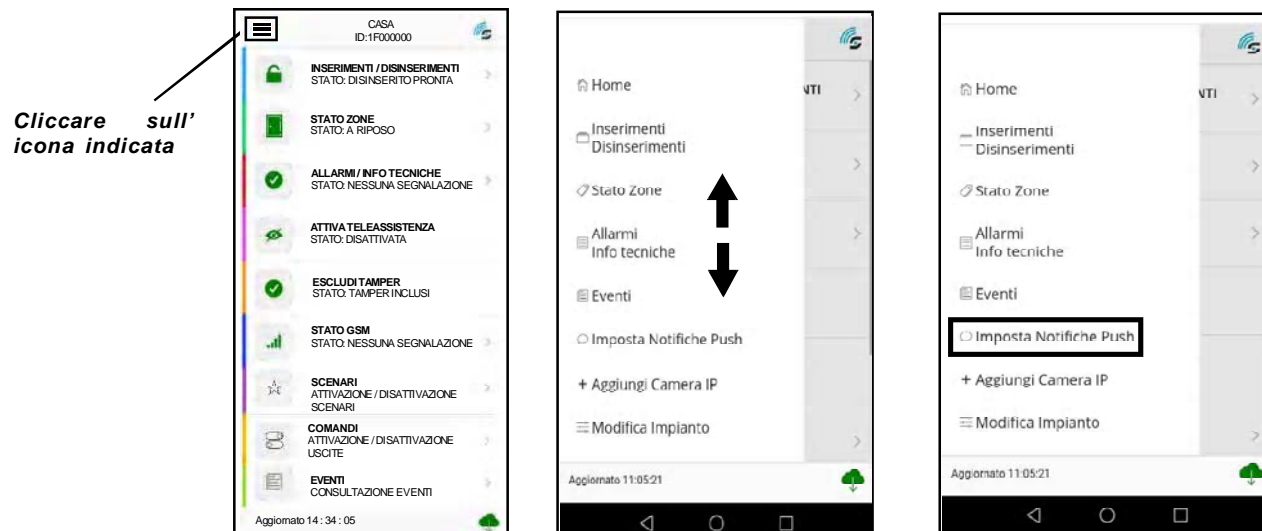 Cliccare sull'
icona indicata
CASA
ID:1F000000
INSERIMENTI / DISINSERIMENTI
STATO: DISINSERITO PRONTA
STATO ZONE
STATO: A RIPOSO
ALLARMI / INFO TECNICHE
STATO: NESSUNA SEGNALAZIONE
ATTIVA TELEASSISTENZA
STATO: DISATTIVATA
ESCLUDI TAMPER
STATO: TAMPER INCLUSI
STATO GSM
STATO: NESSUNA SEGNALAZIONE
SCENARI
ATTIVAZIONE / DISATTIVAZIONE
SCENARI
COMANDI
ATTIVAZIONE / DISATTIVAZIONE
USCITE
EVENTI
CONSULTAZIONE EVENTI
Aggiornato 14 : 34 : 05
Home
NTI
Inserimenti
Disinserimenti
Stato Zone
Allarmi
Info tecniche
Eventi
Imposta Notifiche Push
+ Aggiungi Camera IP
Modifica Impianto
Aggiornato 11:05:21
Home
NTI
Inserimenti
Disinserimenti
Stato Zone
Allarmi
Info tecniche
Eventi
Imposta Notifiche Push
+ Aggiungi Camera IP
Modifica Impianto
Aggiornato 11:05:21